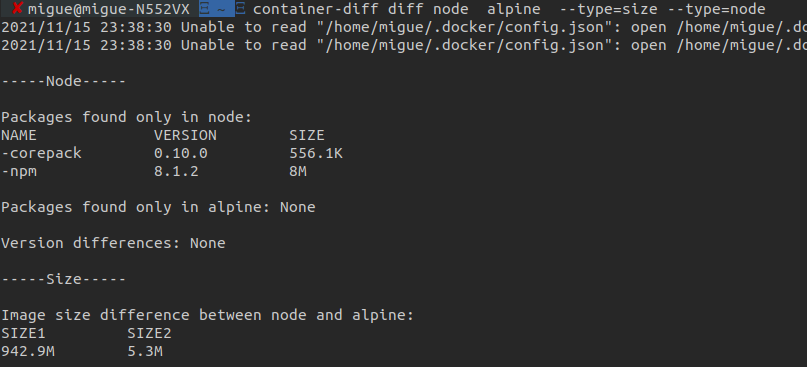 ✘ migue@migue-N552VX ~ container-diff diff node  alpine  --type=size --type=node
2021/11/15 23:38:30 Unable to read "/home/migue/.docker/config.json": open /home/migue/.do
2021/11/15 23:38:30 Unable to read "/home/migue/.docker/config.json": open /home/migue/.do
-----Node-----
Packages found only in node:
NAME             VERSION        SIZE
-corepack        0.10.0         556.1K
-npm             8.1.2          8M
Packages found only in alpine: None
Version differences: None
-----Size-----
Image size difference between node and alpine:
SIZE1         SIZE2
942.9M        5.3M